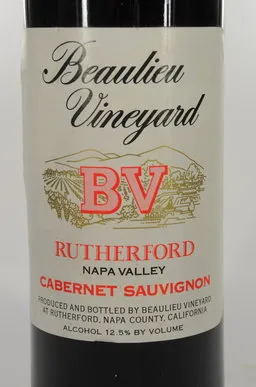 Beaulieu
Vineyard
BV
RUTHERFORD
NAPA VALLEY
CABERNET SAUVIGNON
PRODUCED AND BOTTLED BY BEAULIEU VINEYARD
AT RUTHERFORD, NAPA COUNTY, CALIFORNIA
ALCOHOL 12.5% BY VOLUME